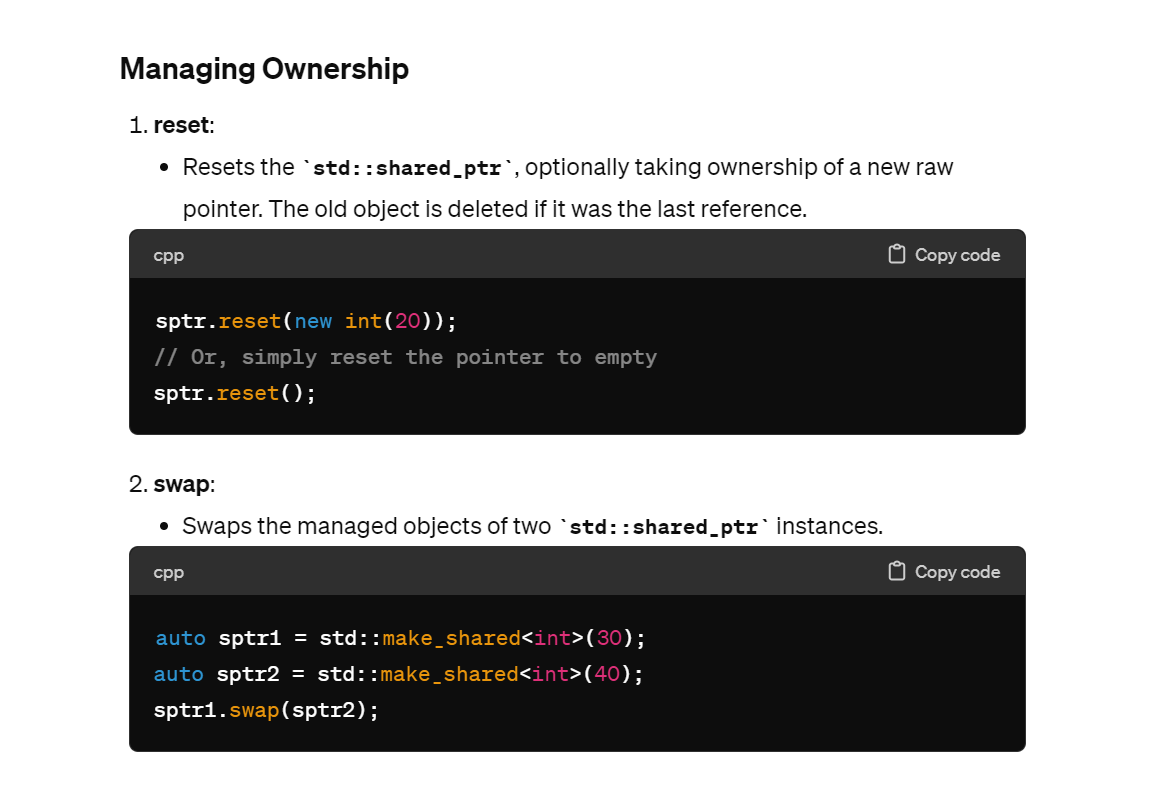 Managing Ownership
1. reset:
• Resets the `std::shared_ptr`, optionally taking ownership of a new raw
pointer. The old object is deleted if it was the last reference.
cpp Copy code
sptr.reset(new int(20));
// Or, simply reset the pointer to empty
sptr.reset();
2. swap:
• Swaps the managed objects of two `std::shared_ptr` instances.
cpp Copy code
auto sptr1 = std::make_shared<int>(30);
auto sptr2 = std::make_shared<int>(40);
sptr1.swap(sptr2);